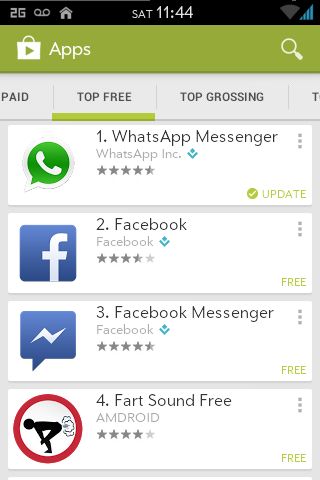 2G SAT 11:44
Apps
PAID TOP FREE TOP GROSSING
1. WhatsApp Messenger
WhatsApp Inc.
UPDATE
2. Facebook
Facebook
FREE
3. Facebook Messenger
Facebook
FREE
4. Fart Sound Free
AMDROID
FREE